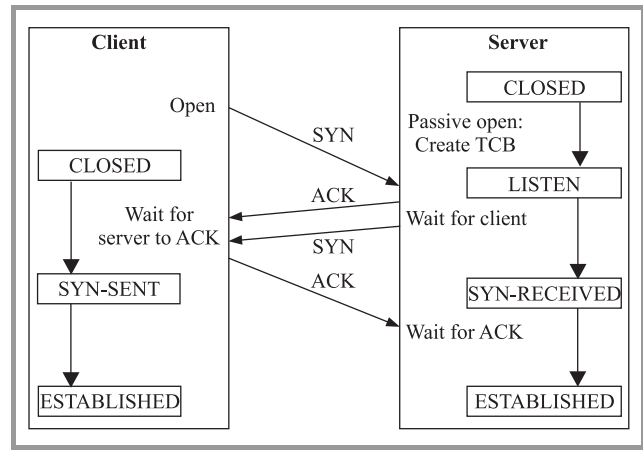 Client
Open
CLOSED
Wait for
server to ACK
SYN-SENT
ESTABLISHED
SYN
ACK
SYN
ACK
Server
CLOSED
Passive open:
Create TCB
LISTEN
Wait for client
SYN-RECEIVED
Wait for ACK
ESTABLISHED